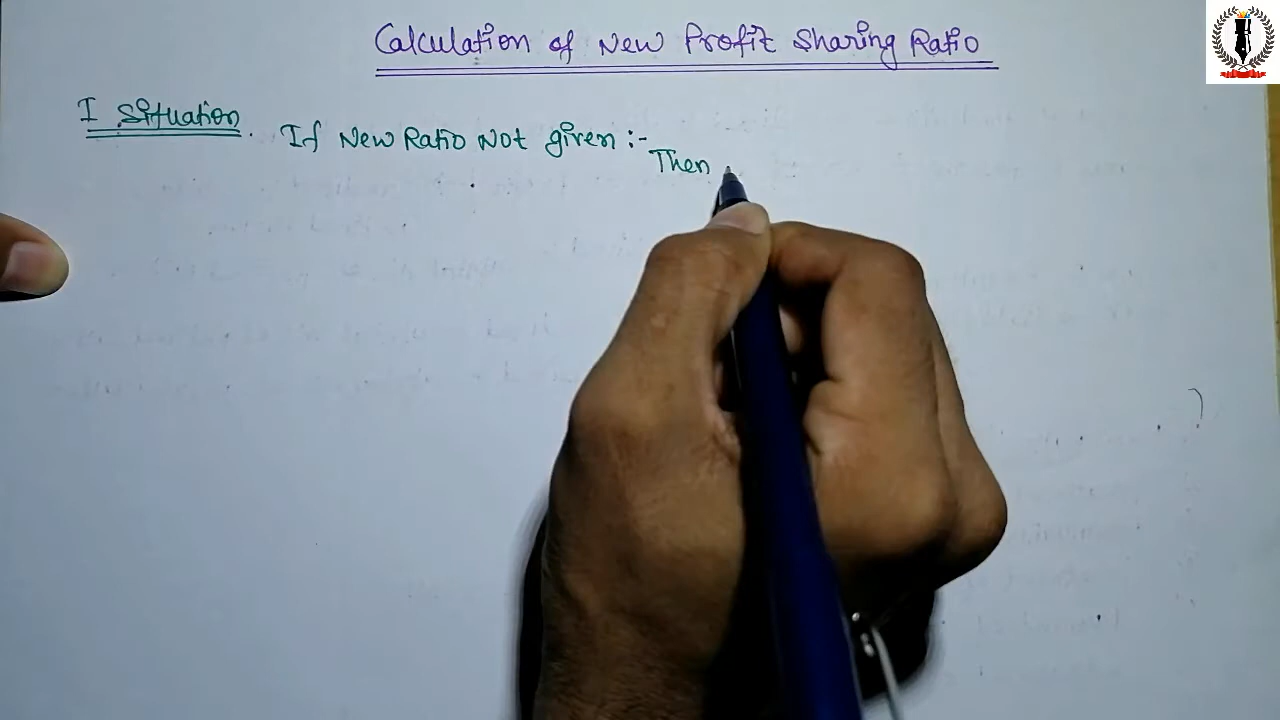 Calculation of New Profit Sharing Ratio
I Situation. If New Ratio Not given :-
Then